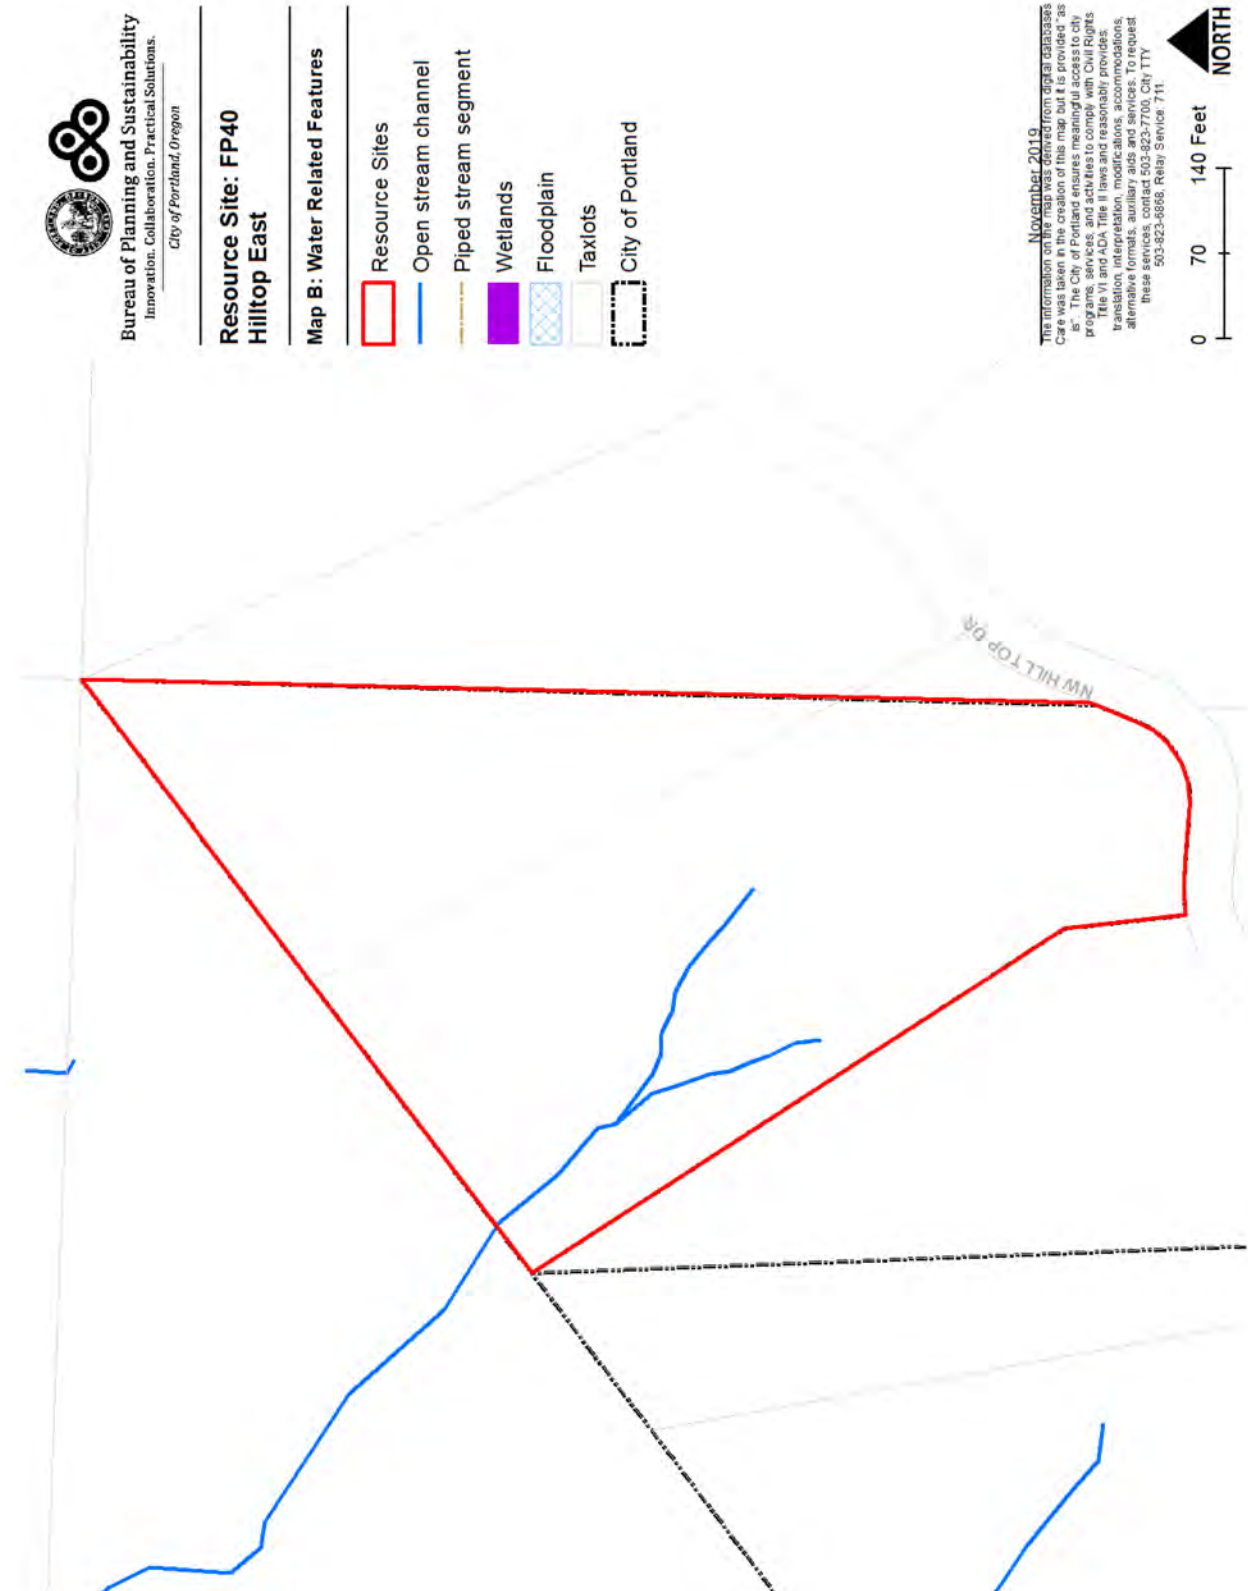 Bureau of Planning and Sustainability
Innovation. Collaboration. Practical Solutions.
City of Portland, Oregon
Resource Site: FP40
Hilltop East
Map B: Water Related Features
Resource Sites
Open stream channel
Piped stream segment
Wetlands
Floodplain
Taxlots
City of Portland
NW HILL TOP DR
November 2019
The information on the map was derived from digital databases
Care was taken in the creation of this map but it is provided "as
is". The City of Portland ensures meaningful access to city
programs, services, and activities to comply with Civil Rights
Title VI and ADA Title II laws and reasonably provides:
translation, interpretation, modifications, accommodations,
alternative formats, auxiliary aids and services. To request
these services, contact 503-823-7700, City TTY
503-823-6868, Relay Service: 711.
0 70 140 Feet
NORTH